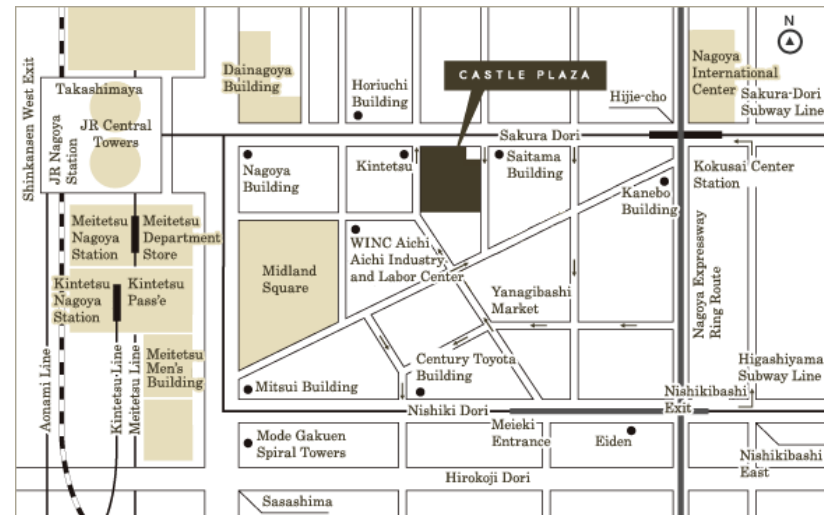 N
Takashimaya
JR Central
Towers
JR Nagoya
Station
Shinkansen West Exit
Dainagoya
Building
Horiuchi
Building
CASTLE PLAZA
Hijie-cho
Nagoya
International
Center
Sakura-Dori
Subway Line
Sakura Dori
Nagoya
Building
Kintetsu
Saitama
Building
Kanebo
Building
Kokusai Center
Station
Meitetsu
Nagoya
Station
Meitetsu
Department
Store
Kintetsu
Nagoya
Station
Kintetsu
Pass'e
Midland
Square
WINC Aichi
Aichi Industry
and Labor Center
Yanagibashi
Market
Nagoya Expressway
Ring Route
Meitetsu
Men's
Building
Aonami Line
Kintetsu-Line
Meitetsu Line
Mitsui Building
Century Toyota
Building
Higashiyama
Subway Line
Nishikibashi
Exit
Nishiki Dori
Mode Gakuen
Spiral Towers
Meieki
Entrance
Eiden
Nishikibashi
East
Hirokoji Dori
Sasashima